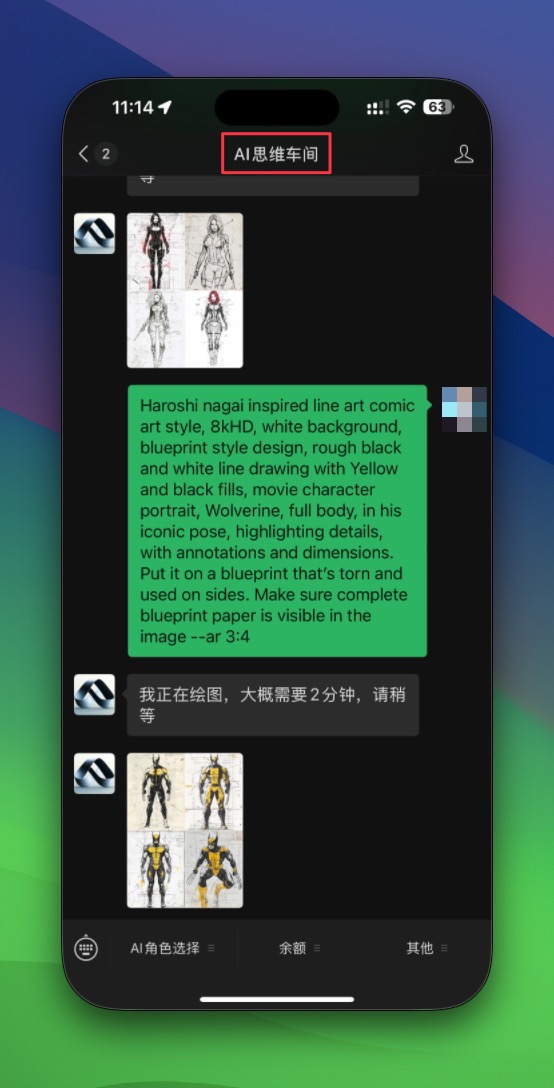 11:14
63
2
AI思维车间
等
Haroshi nagai inspired line art comic
art style, 8kHD, white background,
blueprint style design, rough black
and white line drawing with Yellow
and black fills, movie character
portrait, Wolverine, full body, in his
iconic pose, highlighting details,
with annotations and dimensions.
Put it on a blueprint that’s torn and
used on sides. Make sure complete
blueprint paper is visible in the
image --ar 3:4
我正在绘图，大概需要2分钟，请稍
等
AI角色选择
余额
其他